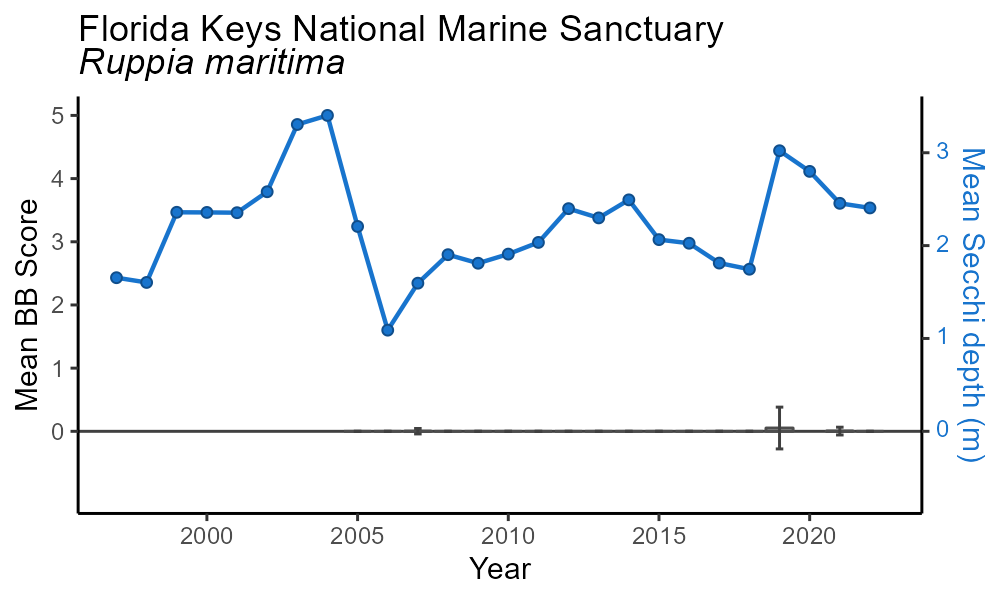 Florida Keys National Marine Sanctuary
Ruppia maritima
5
4
3
2
1
0
Mean BB Score
3
2
1
0
Mean Secchi depth (m)
2000 2005 2010 2015 2020
Year